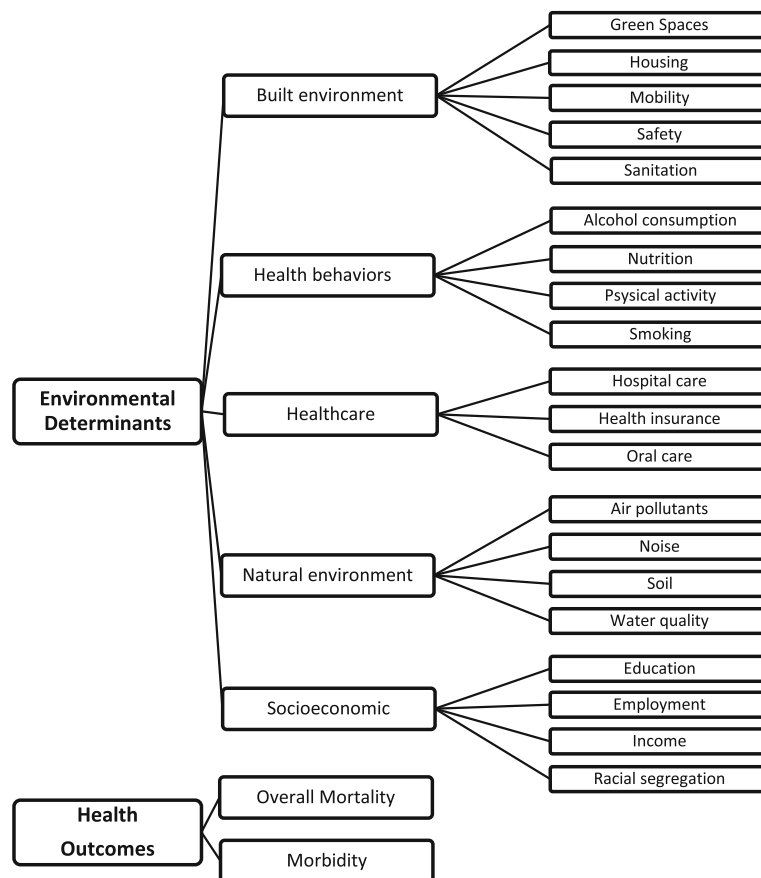 Environmental
Determinants
Built environment
Green Spaces
Housing
Mobility
Safety
Sanitation
Health behaviors
Alcohol consumption
Nutrition
Psysical activity
Smoking
Healthcare
Hospital care
Health insurance
Oral care
Natural environment
Air pollutants
Noise
Soil
Water quality
Socioeconomic
Education
Employment
Income
Racial segregation
Health
Outcomes
Overall Mortality
Morbidity